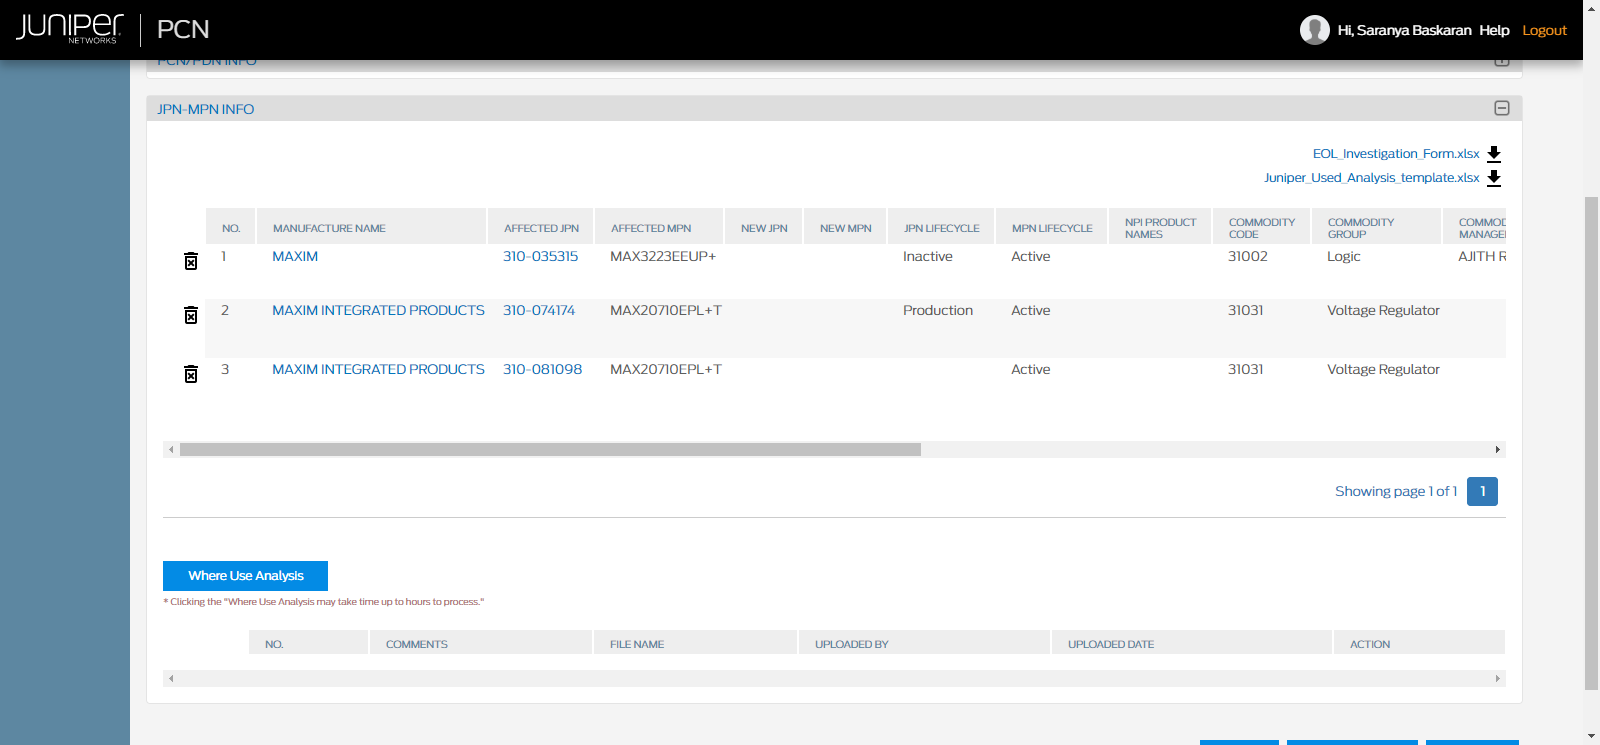 JUNIPER NETWORKS PCN Hi, Saranya Baskaran Help Logout
PCN/PDN INFO
JPN-MPN INFO
EOL_Investigation_Form.xlsx
Juniper_Used_Analysis_template.xlsx
NO. MANUFACTURE NAME AFFECTED JPN AFFECTED MPN NEW JPN NEW MPN JPN LIFECYCLE MPN LIFECYCLE NPI PRODUCT NAMES COMMODITY CODE COMMODITY GROUP COMMOD MANAGE
1 MAXIM 310-035315 MAX3223EEUP+ Inactive Active 31002 Logic AJITH R
2 MAXIM INTEGRATED PRODUCTS 310-074174 MAX20710EPL+T Production Active 31031 Voltage Regulator
3 MAXIM INTEGRATED PRODUCTS 310-081098 MAX20710EPL+T Active 31031 Voltage Regulator
Showing page 1 of 1 1
Where Use Analysis
* Clicking the "Where Use Analysis may take time up to hours to process."
NO. COMMENTS FILE NAME UPLOADED BY UPLOADED DATE ACTION